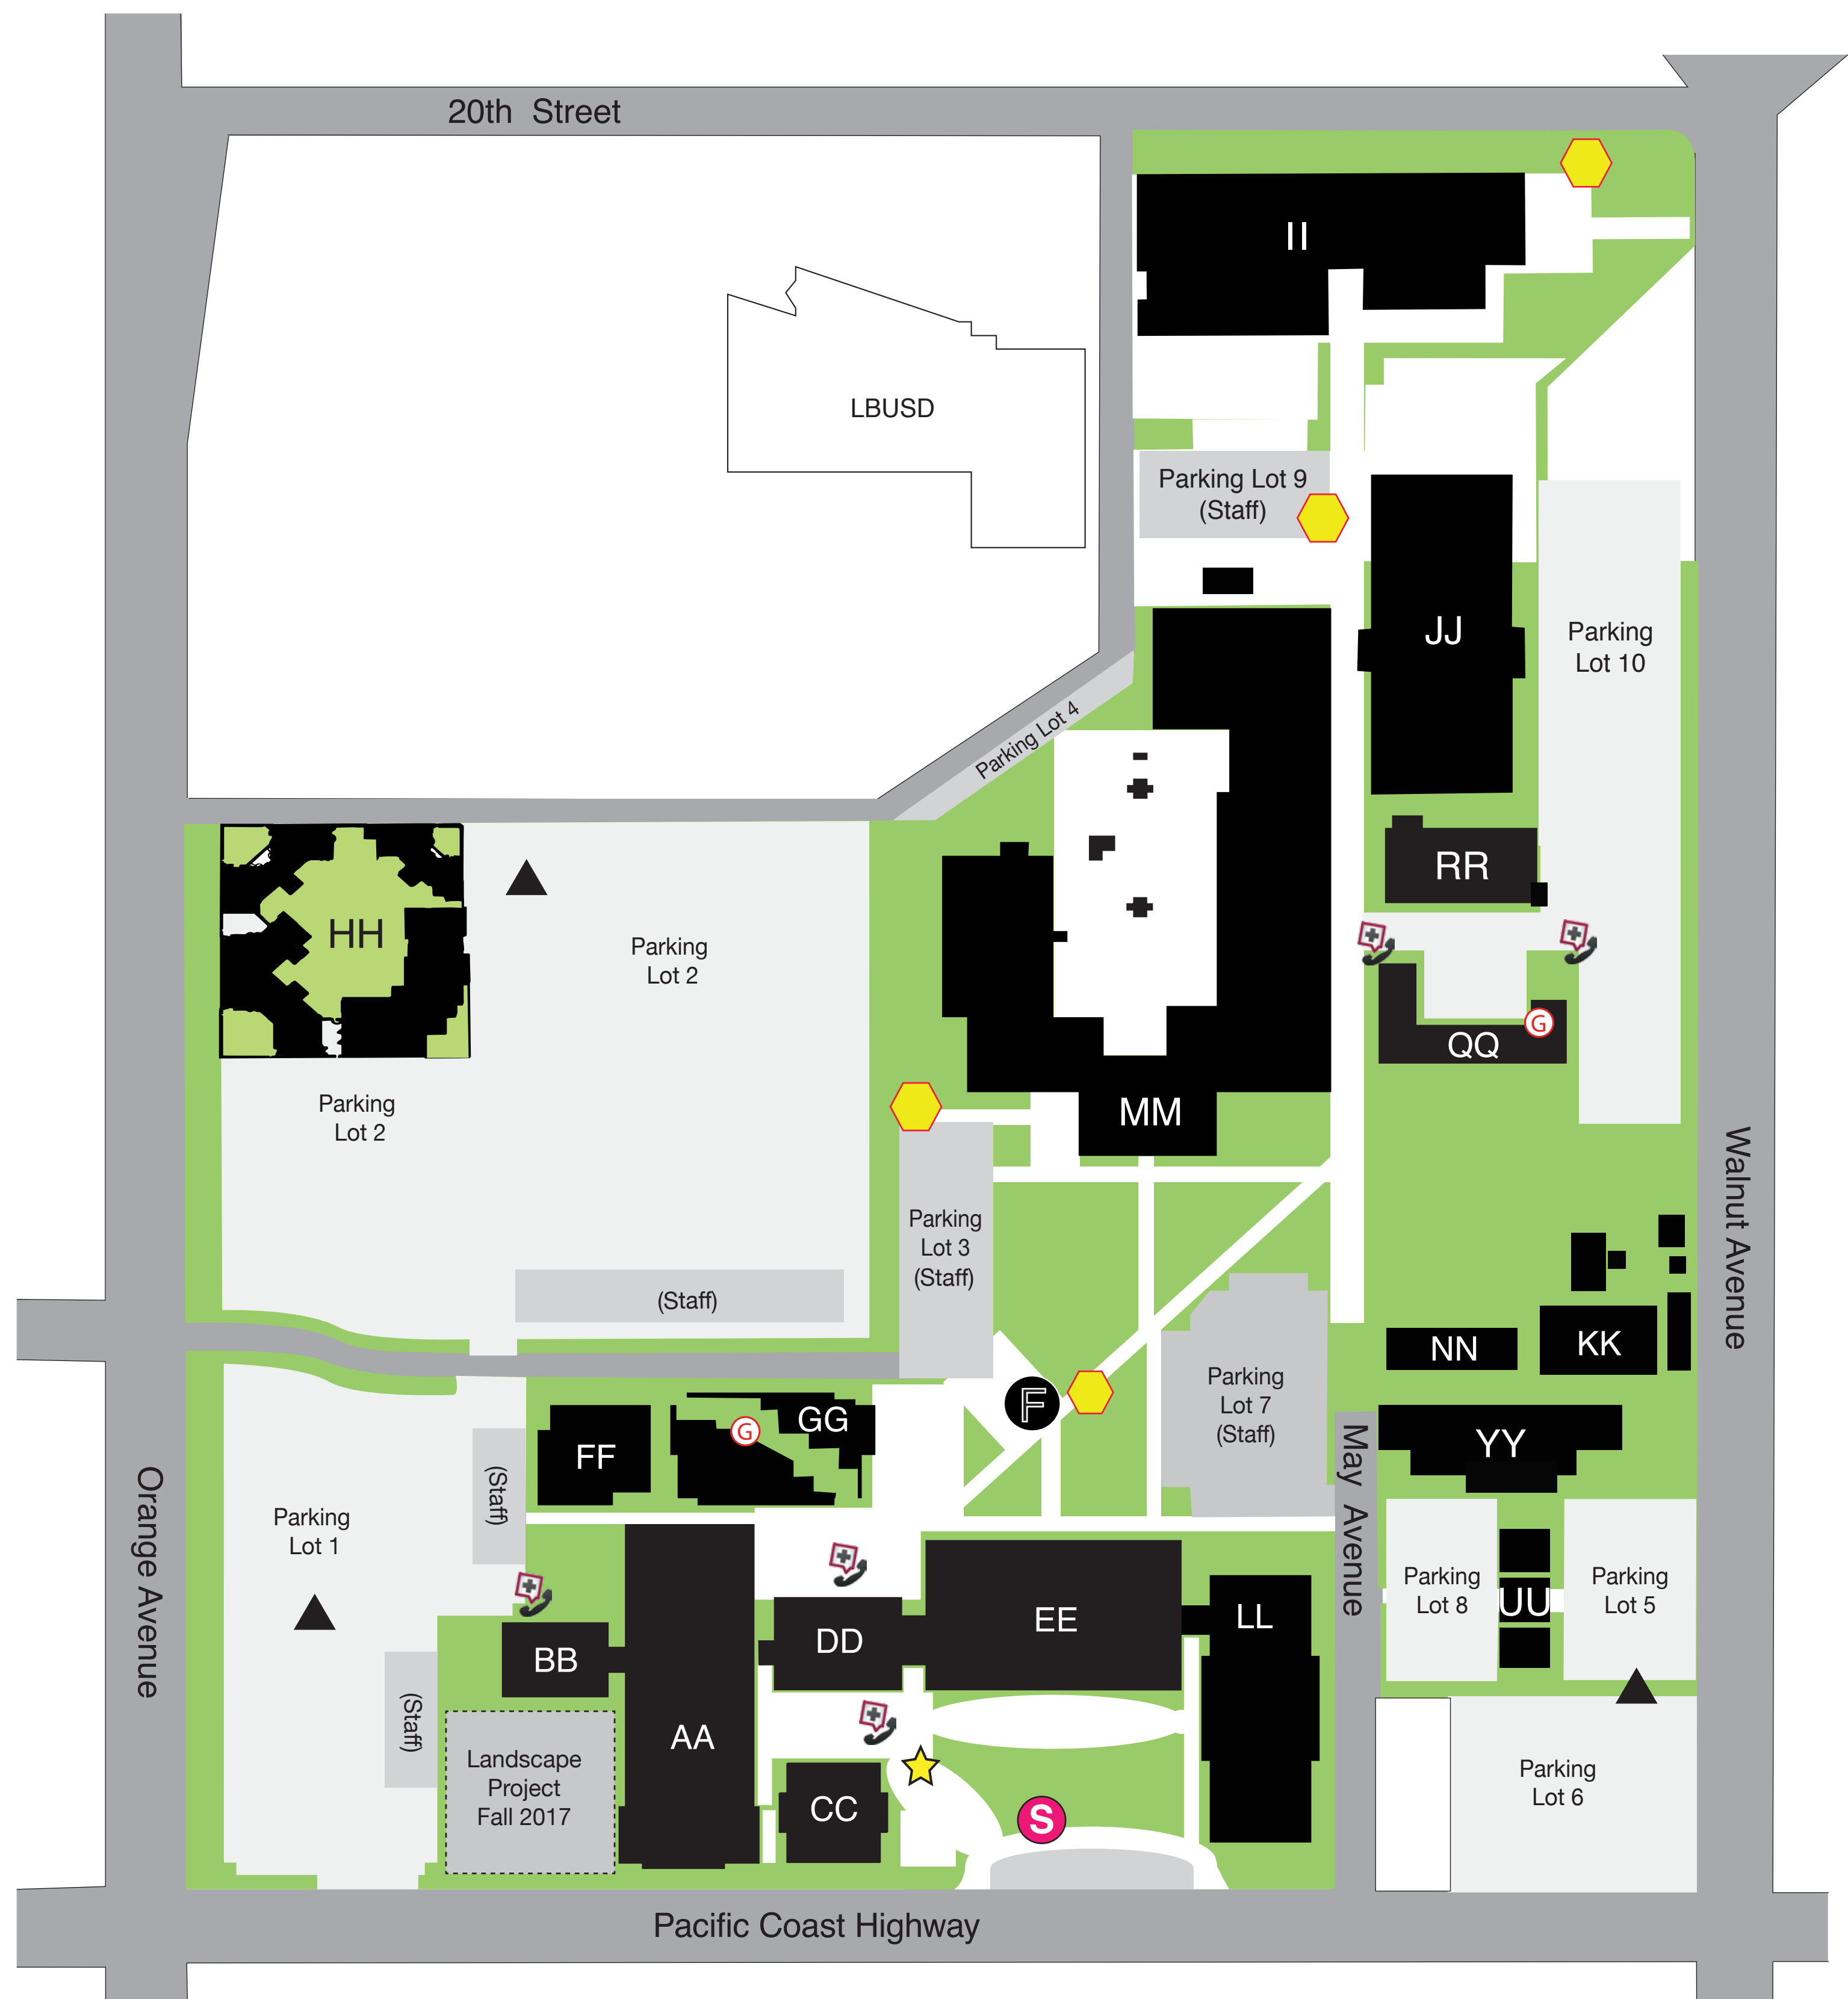 20th Street
II
LBUSD
Parking Lot 9
(Staff)
JJ
Parking
Lot 10
Parking Lot 4
RR
HH
Parking
Lot 2
G
QQ
Parking
Lot 2
MM
Walnut Avenue
Parking
Lot 3
(Staff)
(Staff)
NN
KK
Parking
Lot 7
(Staff)
F
GG
G
FF
YY
May Avenue
Orange Avenue
(Staff)
Parking
Lot 1
Parking
Lot 8
UU
Parking
Lot 5
LL
EE
DD
BB
(Staff)
AA
Landscape
Project
Fall 2017
CC
S
Parking
Lot 6
Pacific Coast Highway